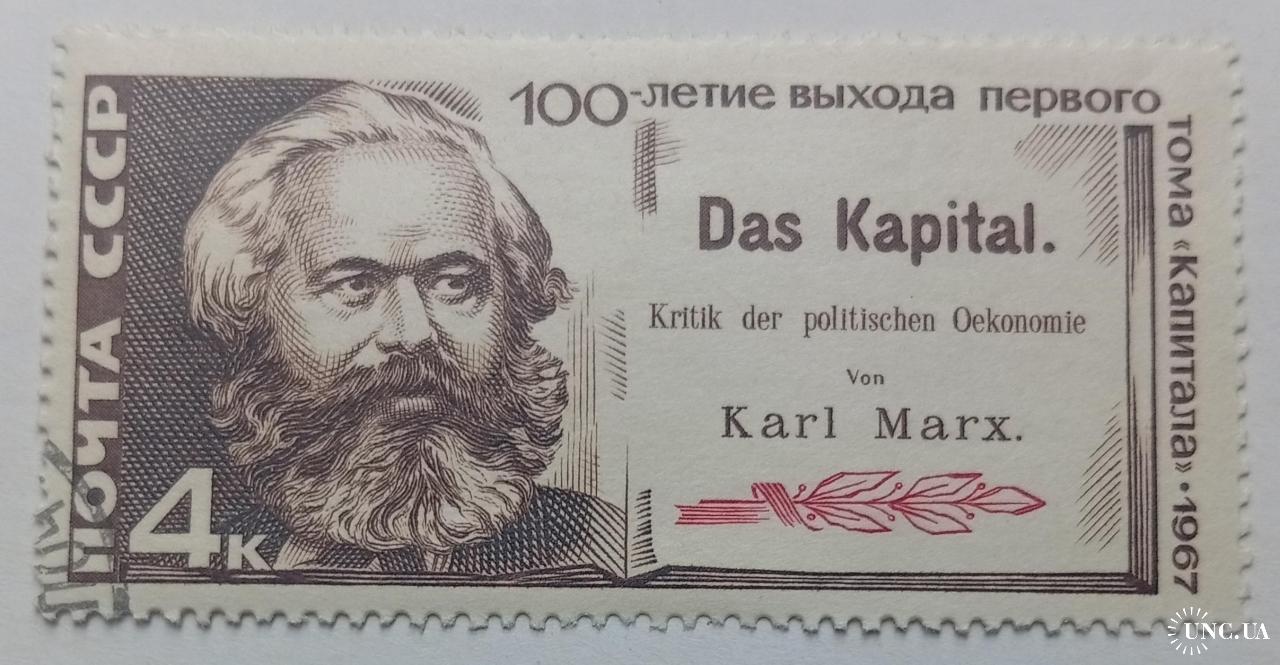 ПОЧТА СССР
4 к
100-летие выхода первого
тома «Капитала»·1967
Das Kapital.
Kritik der politischen Oekonomie
Von
Karl Marx.
UNC.UA